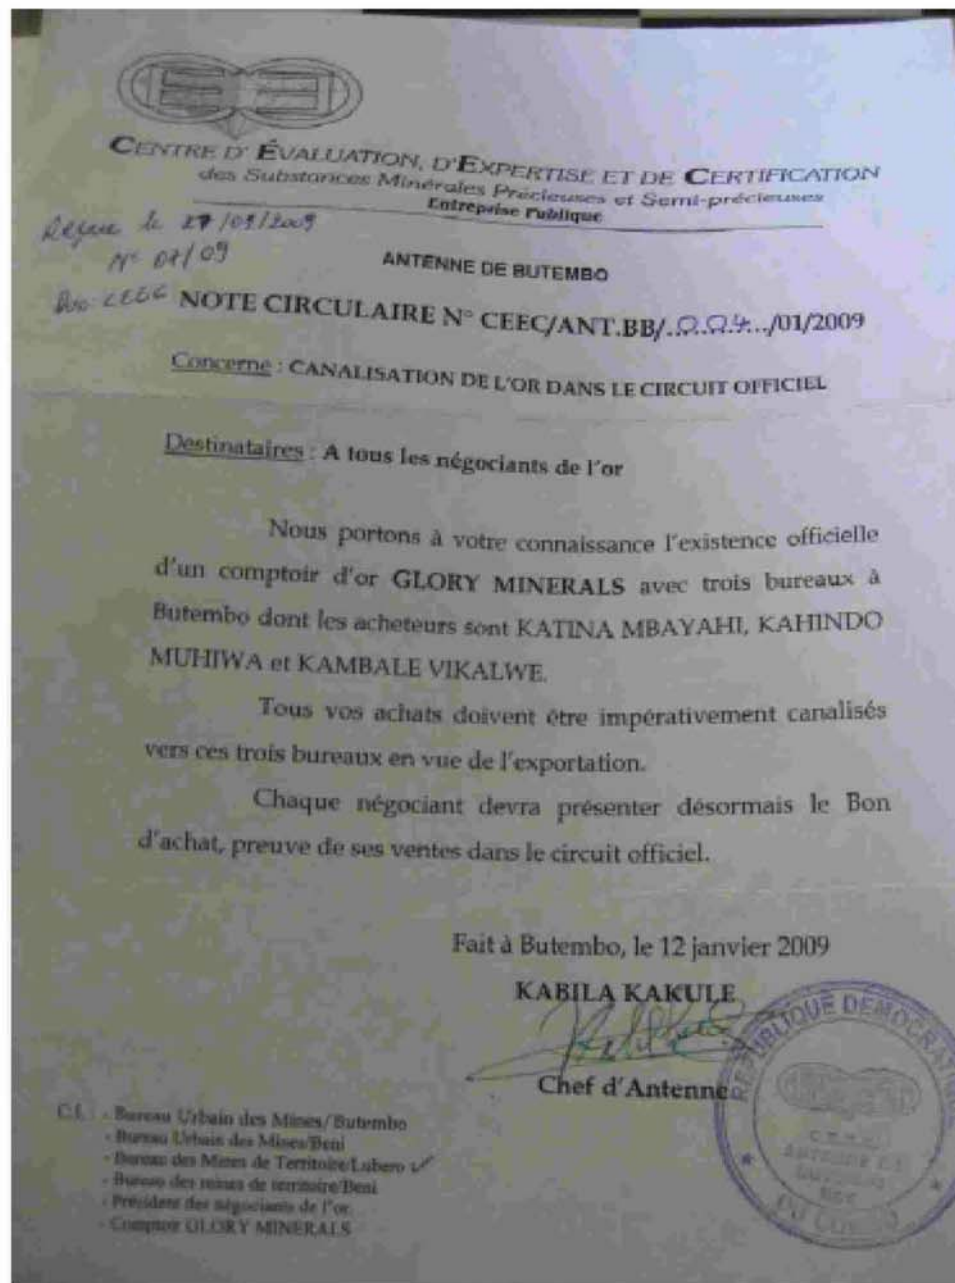 CENTRE D'ÉVALUATION, D'EXPERTISE ET DE CERTIFICATION
des Substances Minérales Précieuses et Semi-précieuses
Entreprise Publique
Reçue le 27/01/2009
N° 07/09
ANTENNE DE BUTEMBO
CEEC NOTE CIRCULAIRE N° CEEC/ANT.BB/...004.../01/2009
Concerne : CANALISATION DE L'OR DANS LE CIRCUIT OFFICIEL
Destinataires : A tous les négociants de l'or
Nous portons à votre connaissance l'existence officielle
d'un comptoir d'or GLORY MINERALS avec trois bureaux à
Butembo dont les acheteurs sont KATINA MBAYAHI, KAHINDO
MUHIWA et KAMBALE VIKALWE.
Tous vos achats doivent être impérativement canalisés
vers ces trois bureaux en vue de l'exportation.
Chaque négociant devra présenter désormais le Bon
d'achat, preuve de ses ventes dans le circuit officiel.
Fait à Butembo, le 12 janvier 2009
KABILA KAKULE
Chef d'Antenne
C.I. : - Bureau Urbain des Mines/Butembo
- Bureau Urbain des Mines/Beni
- Bureau des Mines de Territoire/Lubero
- Bureau des mines de territoire/Beni
- Président des négociants de l'or
- Comptoir GLORY MINERALS
REPUBLIQUE DEMOCRATIQUE
ANTENNE DE
DU CONGO